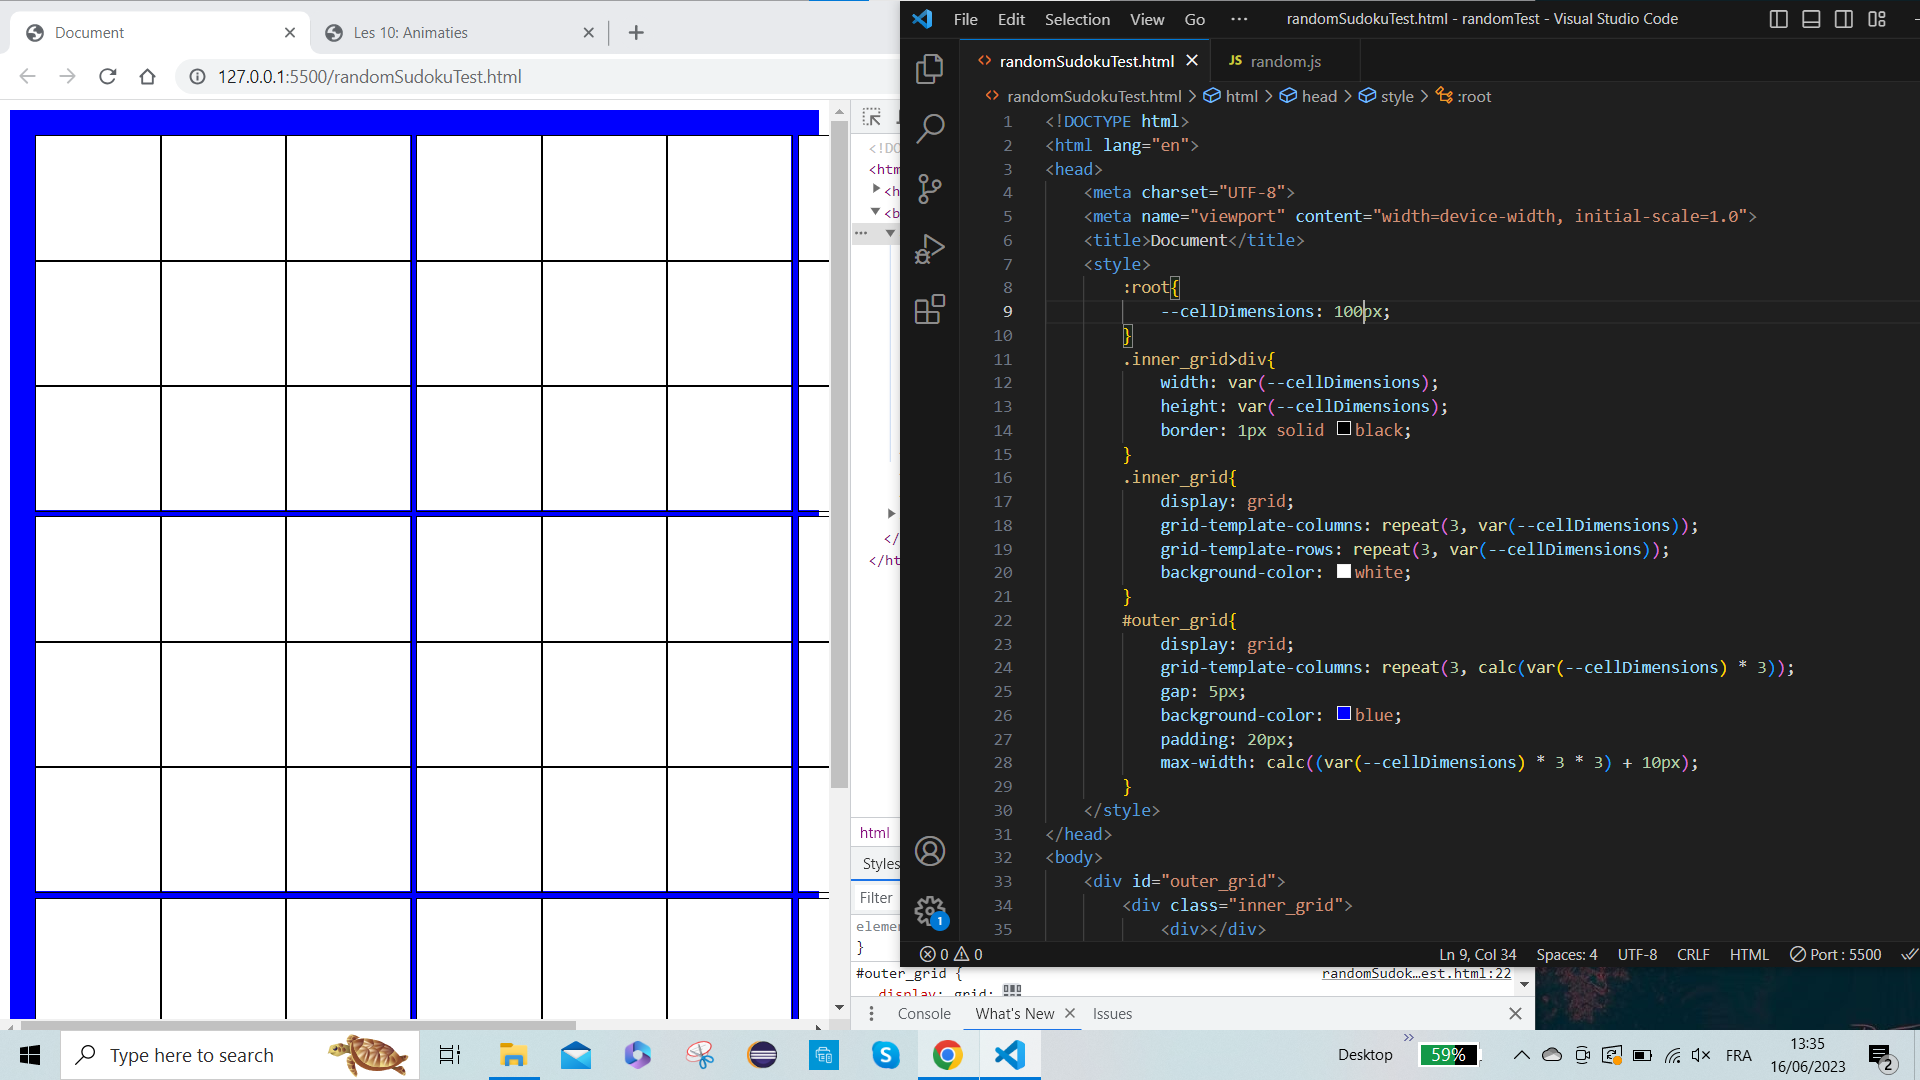 Document
Les 10: Animaties
127.0.0.1:5500/randomSudokuTest.html
<!DO
<htm
<h
<b
</
</ht
html
Styles
Filter
eleme
}
#outer_grid {
randomSudok…est.html:22
display: grid;
Console
What's New
Issues
File Edit Selection View Go ···
randomSudokuTest.html - randomTest - Visual Studio Code
randomSudokuTest.html
JS random.js
randomSudokuTest.html > html > head > style > :root
1 <!DOCTYPE html>
2 <html lang="en">
3 <head>
4 <meta charset="UTF-8">
5 <meta name="viewport" content="width=device-width, initial-scale=1.0">
6 <title>Document</title>
7 <style>
8 :root{
9 --cellDimensions: 100px;
10 }
11 .inner_grid>div{
12 width: var(--cellDimensions);
13 height: var(--cellDimensions);
14 border: 1px solid black;
15 }
16 .inner_grid{
17 display: grid;
18 grid-template-columns: repeat(3, var(--cellDimensions));
19 grid-template-rows: repeat(3, var(--cellDimensions));
20 background-color: white;
21 }
22 #outer_grid{
23 display: grid;
24 grid-template-columns: repeat(3, calc(var(--cellDimensions) * 3));
25 gap: 5px;
26 background-color: blue;
27 padding: 20px;
28 max-width: calc((var(--cellDimensions) * 3 * 3) + 10px);
29 }
30 </style>
31 </head>
32 <body>
33 <div id="outer_grid">
34 <div class="inner_grid">
35 <div></div>
1
0 0
Ln 9, Col 34 Spaces: 4 UTF-8 CRLF HTML Port : 5500
Type here to search
Desktop
59%
FRA
13:35
16/06/2023
2